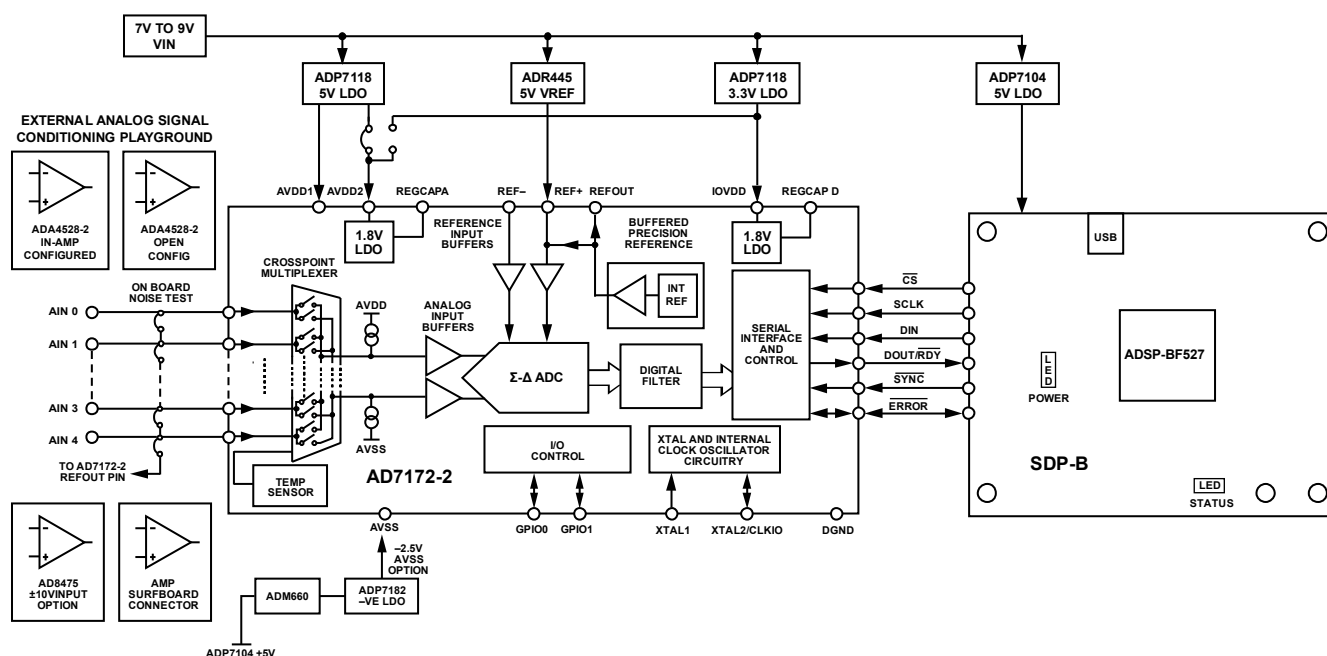 7V TO 9V
VIN
ADP7118
5V LDO
ADR445
5V VREF
ADP7118
3.3V LDO
ADP7104
5V LDO
EXTERNAL ANALOG SIGNAL
CONDITIONING PLAYGROUND
ADA4528-2
IN-AMP
CONFIGURED
ADA4528-2
OPEN
CONFIG
AVDD1
AVDD2
REGCAPA
REF–
REF+
REFOUT
IOVDD
REGCAP D
1.8V
LDO
REFERENCE
INPUT
BUFFERS
BUFFERED
PRECISION
REFERENCE
1.8V
LDO
INT
REF
CROSSPOINT
MULTIPLEXER
ON BOARD
NOISE TEST
AIN 0
AIN 1
AIN 3
AIN 4
TO AD7172-2
REFOUT PIN
AVDD
AVSS
ANALOG
INPUT
BUFFERS
Σ-Δ ADC
DIGITAL
FILTER
SERIAL
INTERFACE
AND
CONTROL
CS
SCLK
DIN
DOUT/RDY
SYNC
ERROR
USB
ADSP-BF527
LED
POWER
SDP-B
LED
STATUS
TEMP
SENSOR
AD7172-2
I/O
CONTROL
XTAL AND INTERNAL
CLOCK OSCILLATOR
CIRCUITRY
AVSS
GPIO0
GPIO1
XTAL1
XTAL2/CLKIO
DGND
–2.5V
AVSS
OPTION
AD8475
±10VINPUT
OPTION
AMP
SURFBOARD
CONNECTOR
ADM660
ADP7182
–VE LDO
ADP7104 +5V